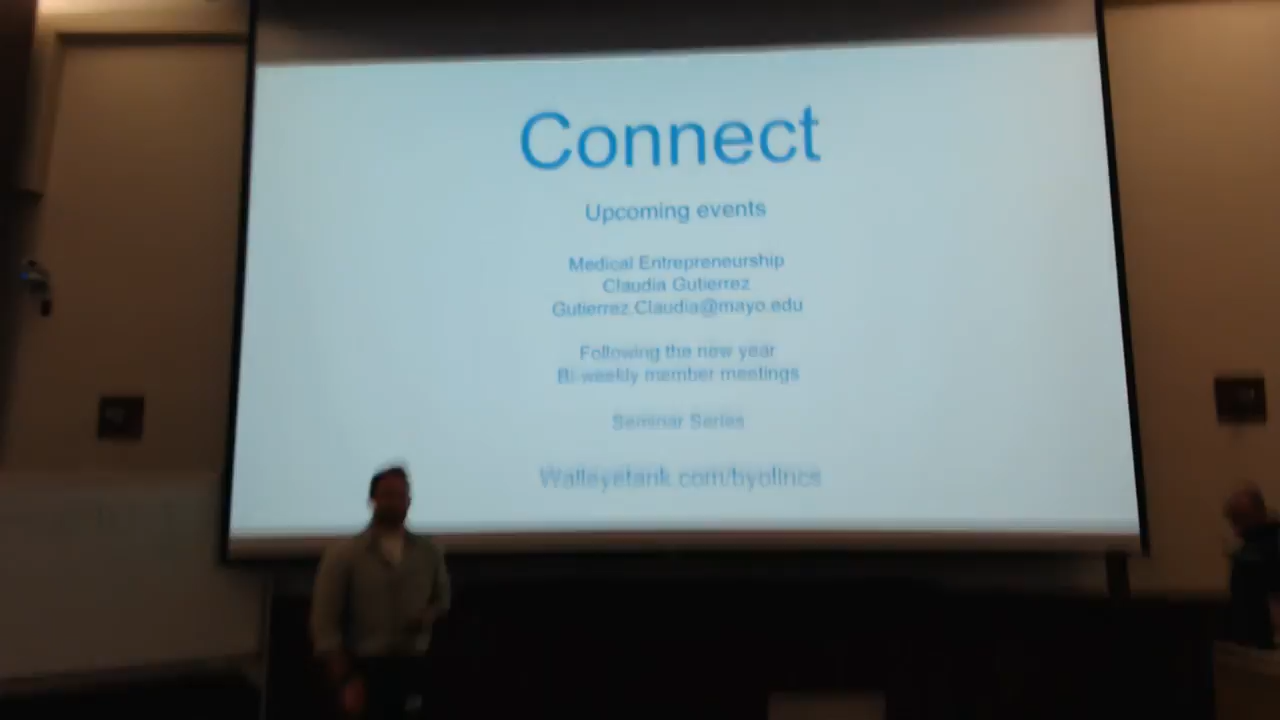 Connect
Upcoming events
Medical Entrepreneurship
Claudia Gutierrez
Gutierrez.Claudia@mayo.edu
Following the new year
Bi-weekly member meetings
Seminar Series